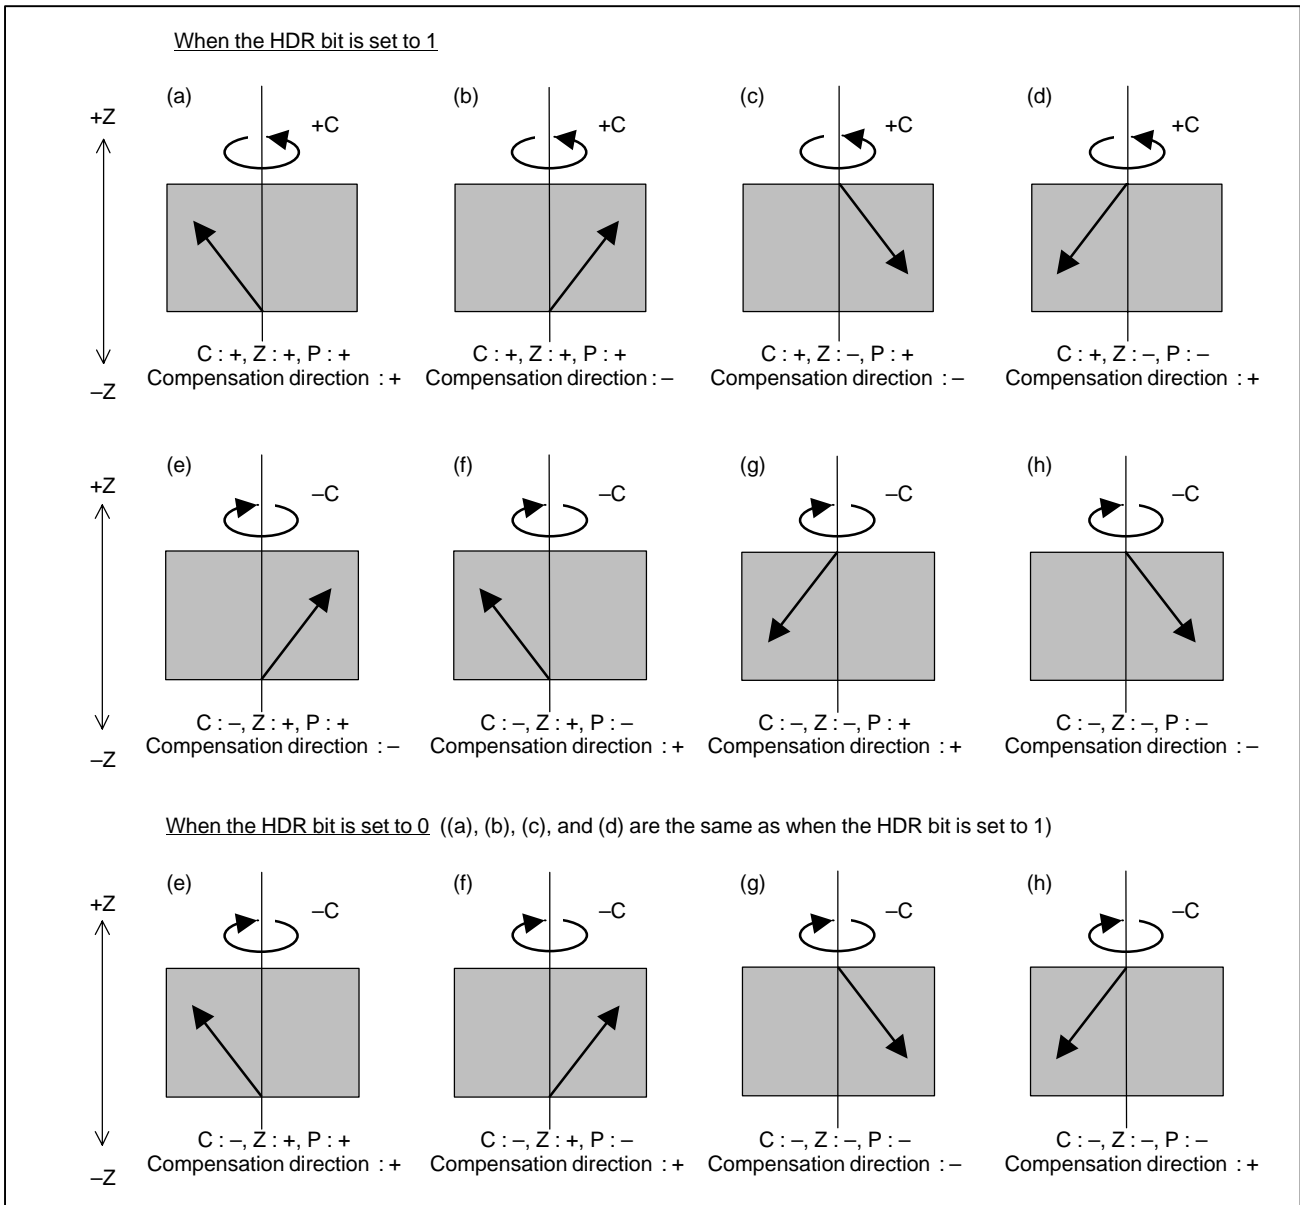 When the HDR bit is set to 1
(a) (b) (c) (d)
+Z +C +C +C +C
C : +, Z : +, P : + C : +, Z : +, P : + C : +, Z : –, P : + C : +, Z : –, P : –
–Z Compensation direction : + Compensation direction : – Compensation direction : – Compensation direction : +
(e) (f) (g) (h)
+Z –C –C –C –C
C : –, Z : +, P : + C : –, Z : +, P : – C : –, Z : –, P : + C : –, Z : –, P : –
–Z Compensation direction : – Compensation direction : + Compensation direction : + Compensation direction : –
When the HDR bit is set to 0 ((a), (b), (c), and (d) are the same as when the HDR bit is set to 1)
(e) (f) (g) (h)
+Z –C –C –C –C
C : –, Z : +, P : + C : –, Z : +, P : – C : –, Z : –, P : – C : –, Z : –, P : –
–Z Compensation direction : + Compensation direction : + Compensation direction : – Compensation direction : +